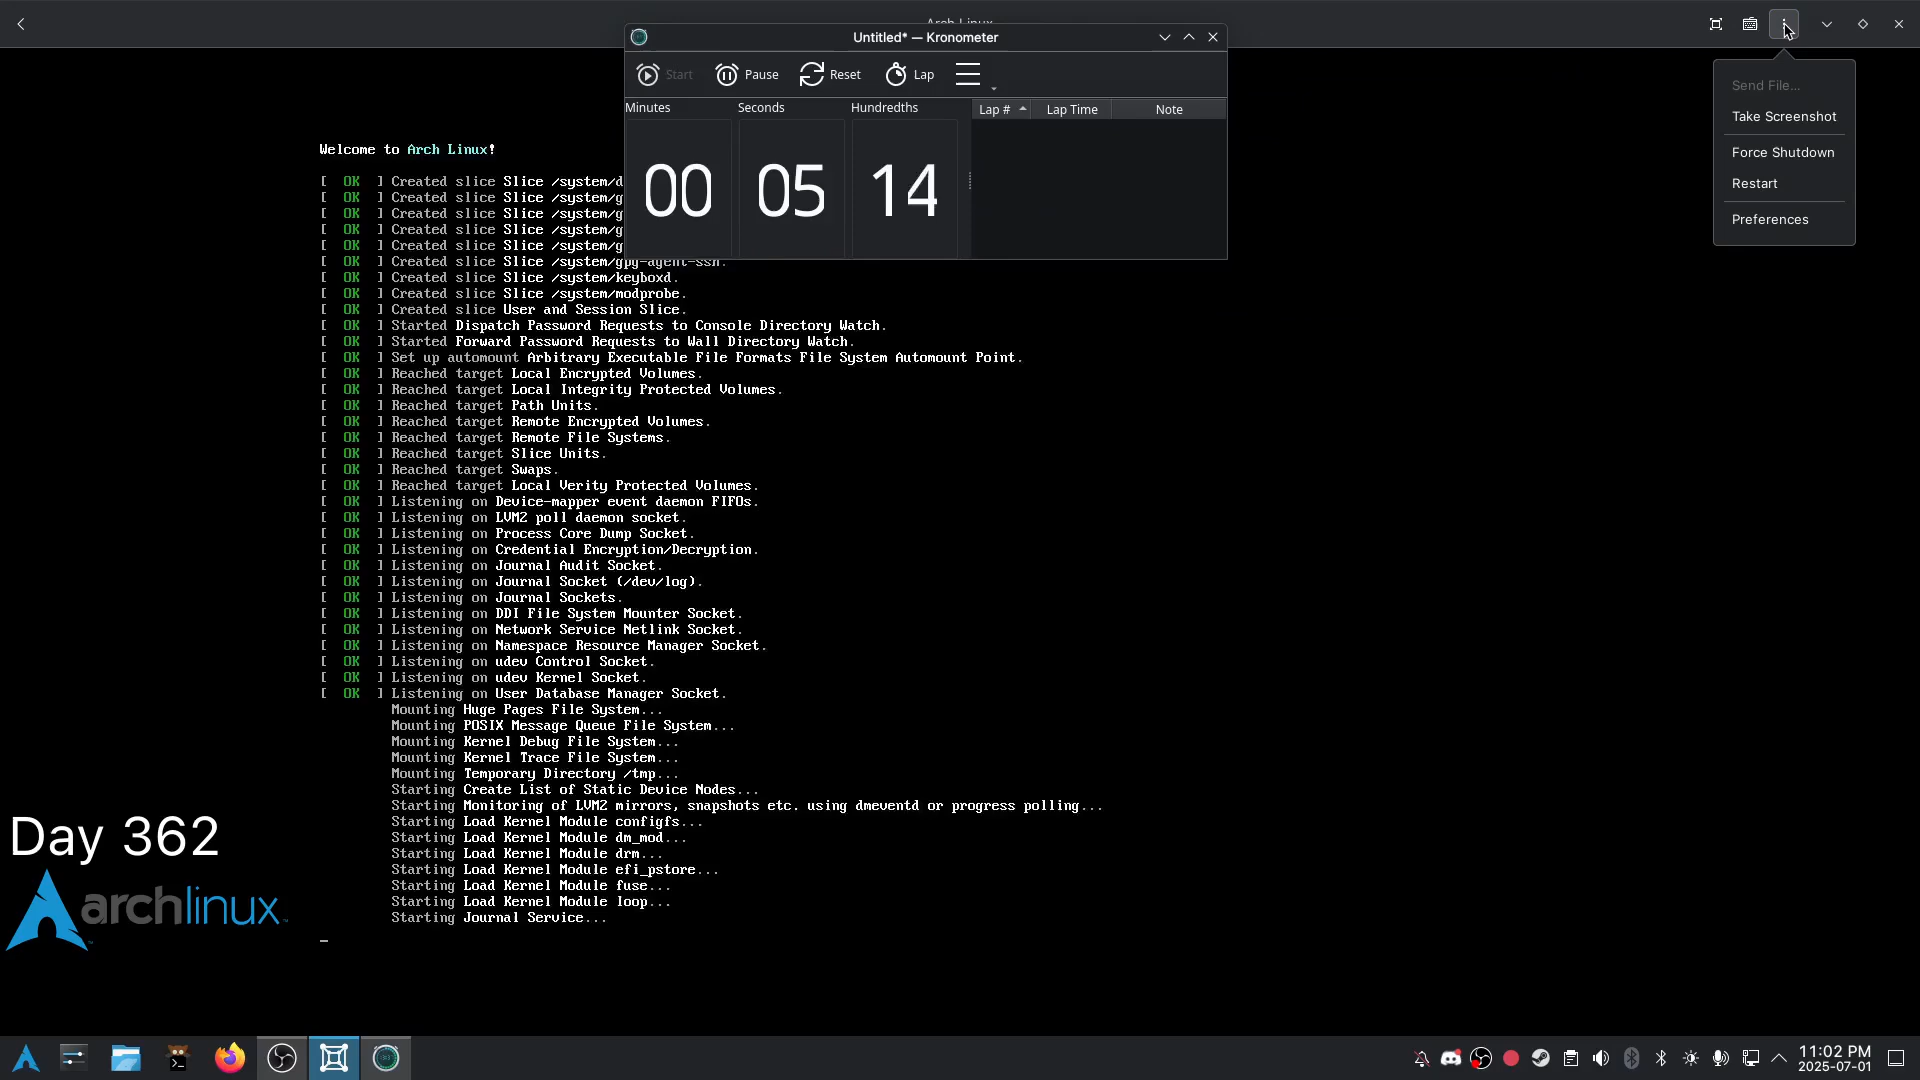 Arch Linux
Untitled* — Kronometer
Start Pause Reset Lap
Minutes Seconds Hundredths Lap # Lap Time Note
00 05 14
Send File...
Take Screenshot
Force Shutdown
Restart
Preferences
Welcome to Arch Linux!
[ OK ] Created slice Slice /system/d
[ OK ] Created slice Slice /system/g
[ OK ] Created slice Slice /system/g
[ OK ] Created slice Slice /system/g
[ OK ] Created slice Slice /system/g
[ OK ] Created slice Slice /system/gpg-agent-ssh.
[ OK ] Created slice Slice /system/keyboxd.
[ OK ] Created slice Slice /system/modprobe.
[ OK ] Created slice User and Session Slice.
[ OK ] Started Dispatch Password Requests to Console Directory Watch.
[ OK ] Started Forward Password Requests to Wall Directory Watch.
[ OK ] Set up automount Arbitrary Executable File Formats File System Automount Point.
[ OK ] Reached target Local Encrypted Volumes.
[ OK ] Reached target Local Integrity Protected Volumes.
[ OK ] Reached target Path Units.
[ OK ] Reached target Remote Encrypted Volumes.
[ OK ] Reached target Remote File Systems.
[ OK ] Reached target Slice Units.
[ OK ] Reached target Swaps.
[ OK ] Reached target Local Verity Protected Volumes.
[ OK ] Listening on Device-mapper event daemon FIFOs.
[ OK ] Listening on LVM2 poll daemon socket.
[ OK ] Listening on Process Core Dump Socket.
[ OK ] Listening on Credential Encryption/Decryption.
[ OK ] Listening on Journal Audit Socket.
[ OK ] Listening on Journal Socket (/dev/log).
[ OK ] Listening on Journal Sockets.
[ OK ] Listening on DDI File System Mounter Socket.
[ OK ] Listening on Network Service Netlink Socket.
[ OK ] Listening on Namespace Resource Manager Socket.
[ OK ] Listening on udev Control Socket.
[ OK ] Listening on udev Kernel Socket.
[ OK ] Listening on User Database Manager Socket.
Mounting Huge Pages File System...
Mounting POSIX Message Queue File System...
Mounting Kernel Debug File System...
Mounting Kernel Trace File System...
Mounting Temporary Directory /tmp...
Starting Create List of Static Device Nodes...
Starting Monitoring of LVM2 mirrors, snapshots etc. using dmeventd or progress polling...
Starting Load Kernel Module configfs...
Starting Load Kernel Module dm_mod...
Starting Load Kernel Module drm...
Starting Load Kernel Module efi_pstore...
Starting Load Kernel Module fuse...
Starting Load Kernel Module loop...
Starting Journal Service...
_
Day 362
archlinux
11:02 PM
2025-07-01